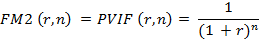 FM2 (r,n) = PVIF (r,n) = 1/(1 + r)^n